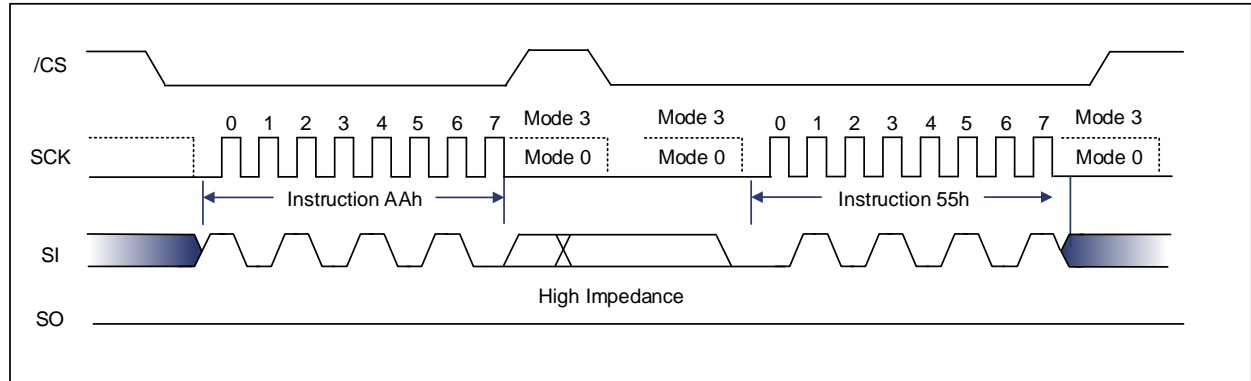 /CS
SCK
0 1 2 3 4 5 6 7
Mode 3
Mode 0
Mode 3
Mode 0
0 1 2 3 4 5 6 7
Mode 3
Mode 0
Instruction AAh
Instruction 55h
SI
High Impedance
SO